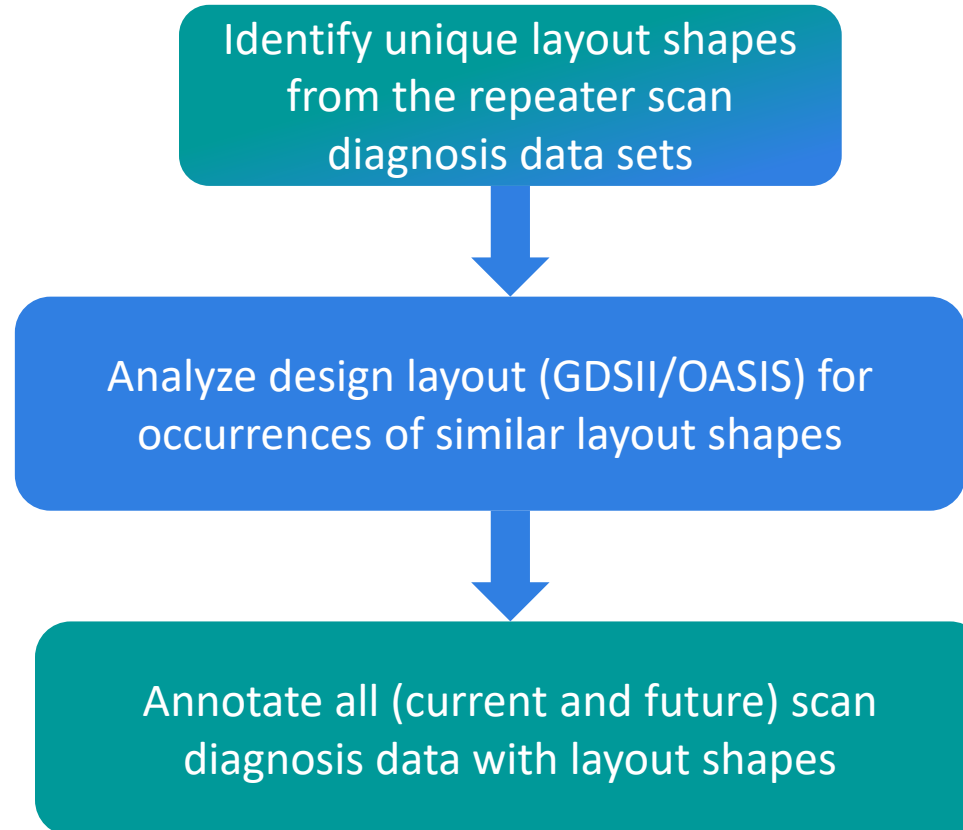 Identify unique layout shapes
from the repeater scan
diagnosis data sets
Analyze design layout (GDSII/OASIS) for
occurrences of similar layout shapes
Annotate all (current and future) scan
diagnosis data with layout shapes